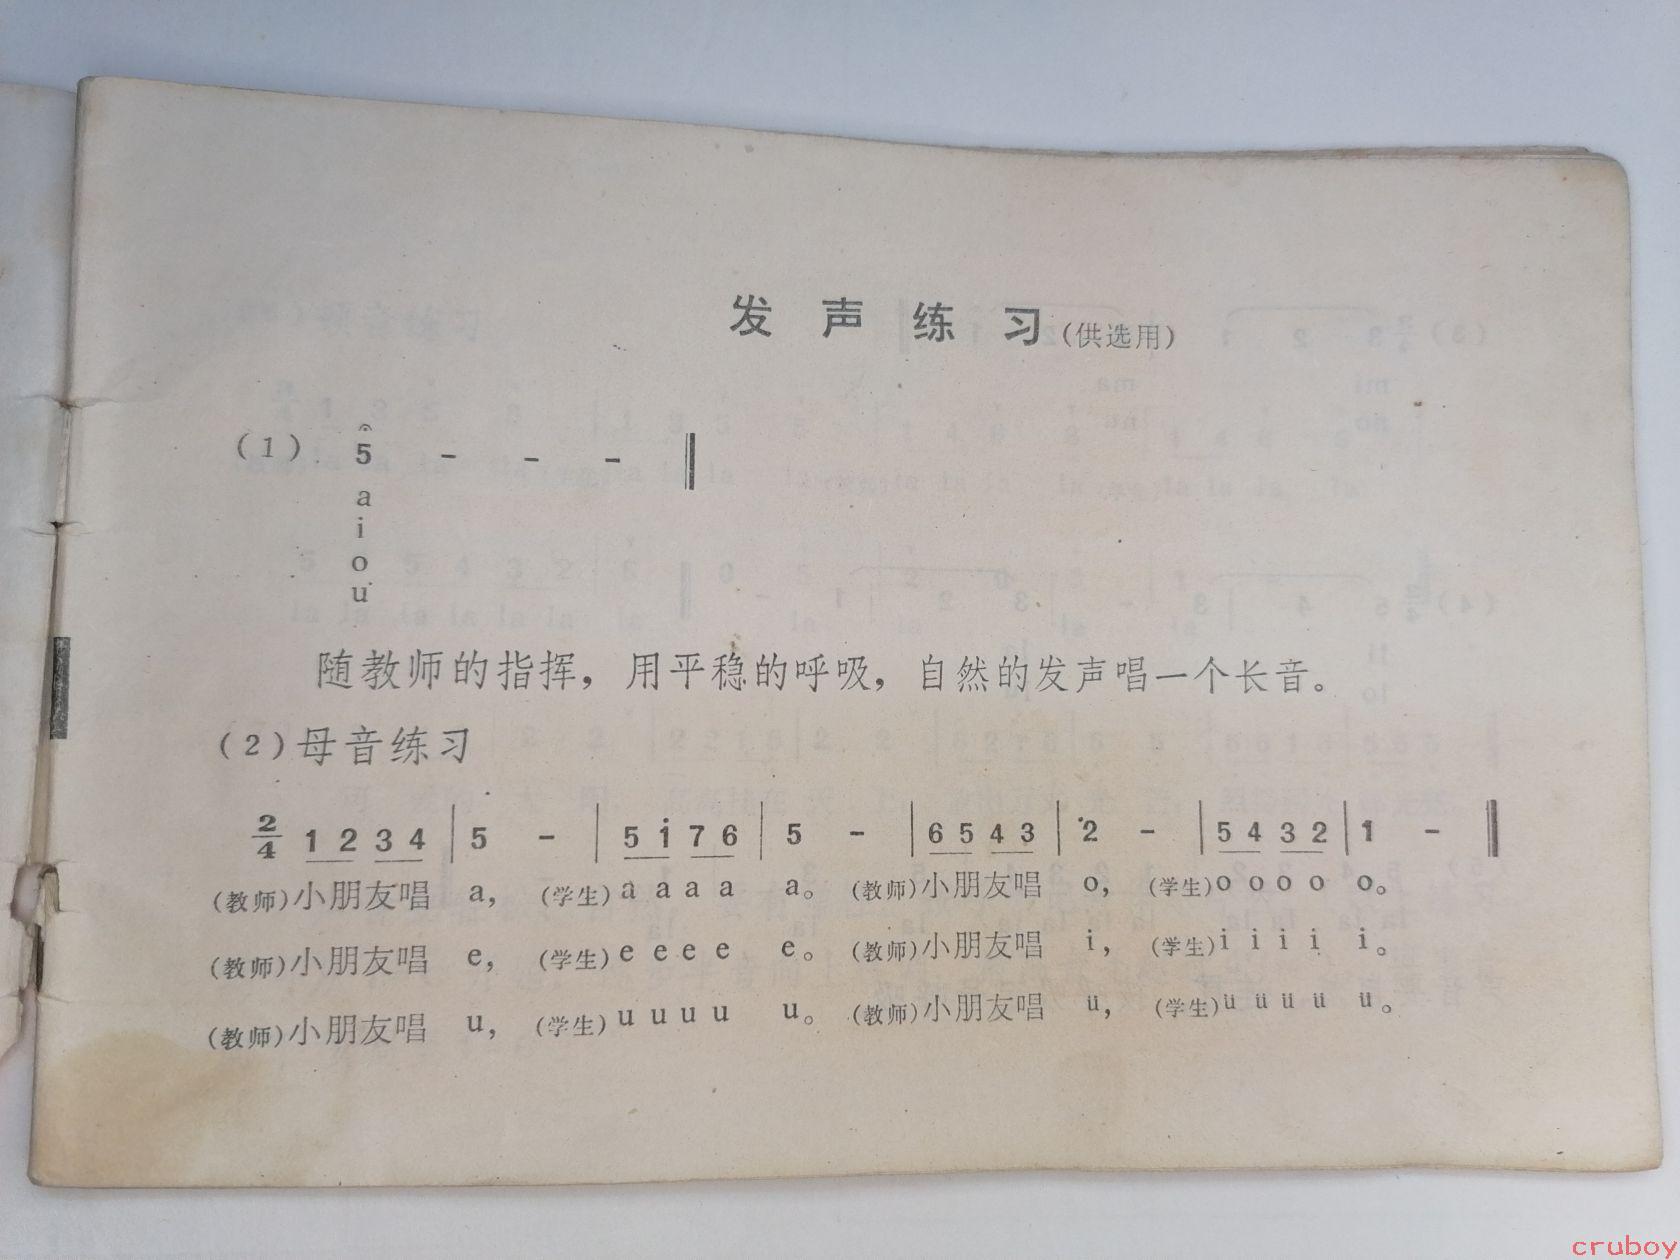 发声练习(供选用)
(1) 5 - - -
a
i
o
u
随教师的指挥，用平稳的呼吸，自然的发声唱一个长音。
(2)母音练习
2/4 1 2 3 4 | 5 - | 5 i 7 6 | 5 - | 6 5 4 3 | 2 - | 5 4 3 2 | 1 - ‖
(教师)小朋友唱 a， (学生) a a a a a。 (教师)小朋友唱 o， (学生) o o o o o。
(教师)小朋友唱 e， (学生) e e e e e。 (教师)小朋友唱 i， (学生) i i i i i。
(教师)小朋友唱 u， (学生) u u u u u。 (教师)小朋友唱 ü， (学生) ü ü ü ü ü。
cruboy